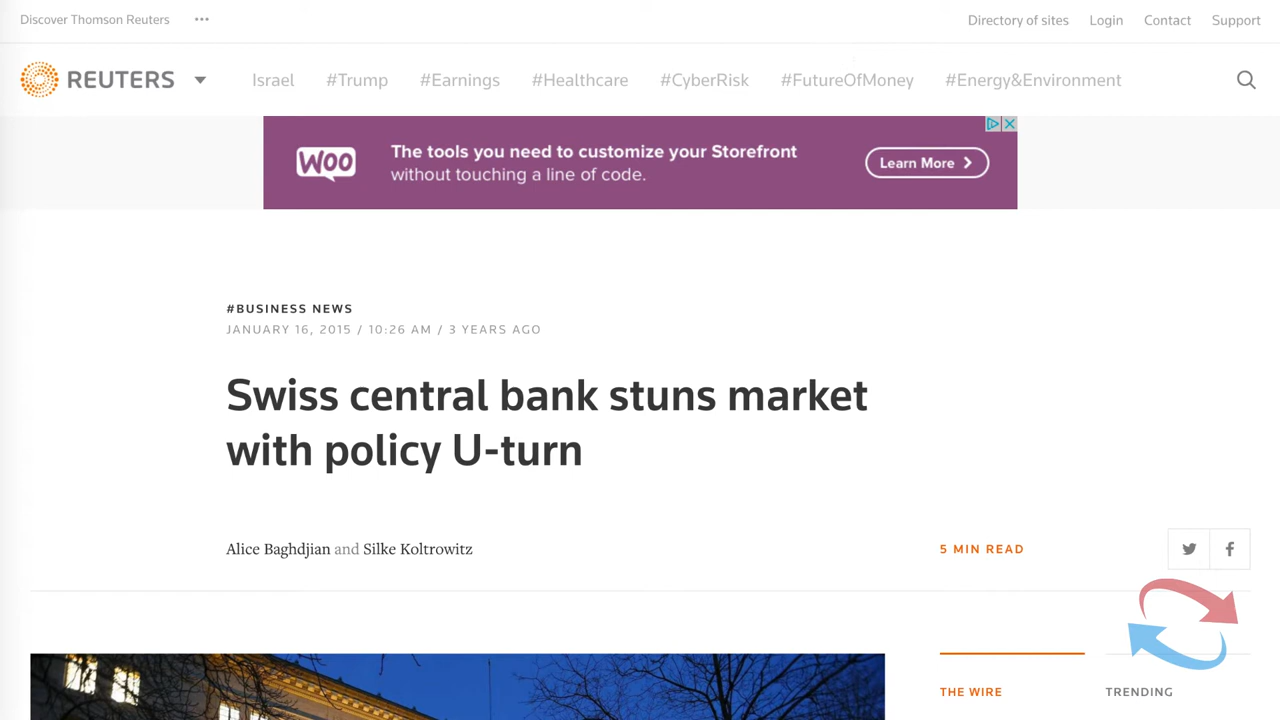 Discover Thomson Reuters ••• Directory of sites Login Contact Support
REUTERS Israel #Trump #Earnings #Healthcare #CyberRisk #FutureOfMoney #Energy&Environment
WOO
The tools you need to customize your Storefront
without touching a line of code.
Learn More
#BUSINESS NEWS
JANUARY 16, 2015 / 10:26 AM / 3 YEARS AGO
Swiss central bank stuns market
with policy U-turn
Alice Baghdjian and Silke Koltrowitz
5 MIN READ
THE WIRE TRENDING